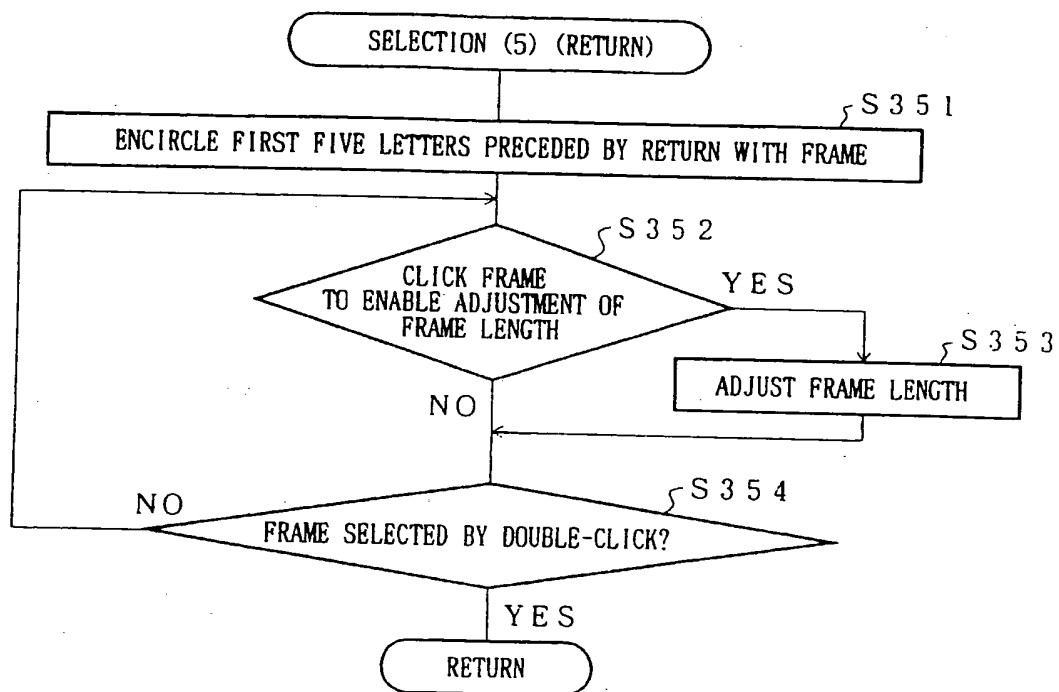 SELECTION (5) (RETURN)
S351
ENCIRCLE FIRST FIVE LETTERS PRECEDED BY RETURN WITH FRAME
S352
CLICK FRAME
TO ENABLE ADJUSTMENT OF
FRAME LENGTH
YES
S353
ADJUST FRAME LENGTH
NO
S354
NO
FRAME SELECTED BY DOUBLE-CLICK?
YES
RETURN